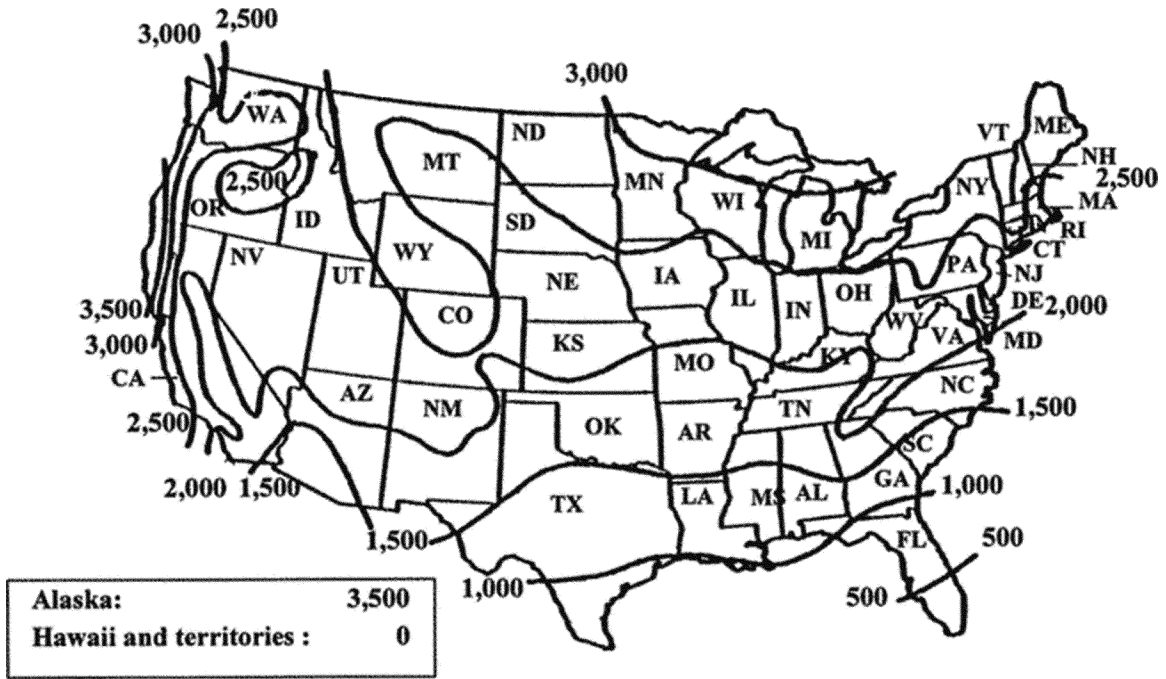 2,500
3,000
3,000
WA
ND
VT
ME
MT
MN
NH
2,500
2,500
WI
NY
OR
ID
SD
MI
MA
RI
CT
NV
WY
UT
IA
PA
NE
NJ
IL
IN
OH
DE
2,000
3,500
CO
WV
VA
MD
3,000
KS
KY
CA
MO
AZ
NM
TN
NC
1,500
2,500
OK
AR
SC
2,000
1,500
GA
1,000
TX
LA
MS
AL
1,500
FL
500
1,000
500
Alaska: 3,500
Hawaii and territories : 0